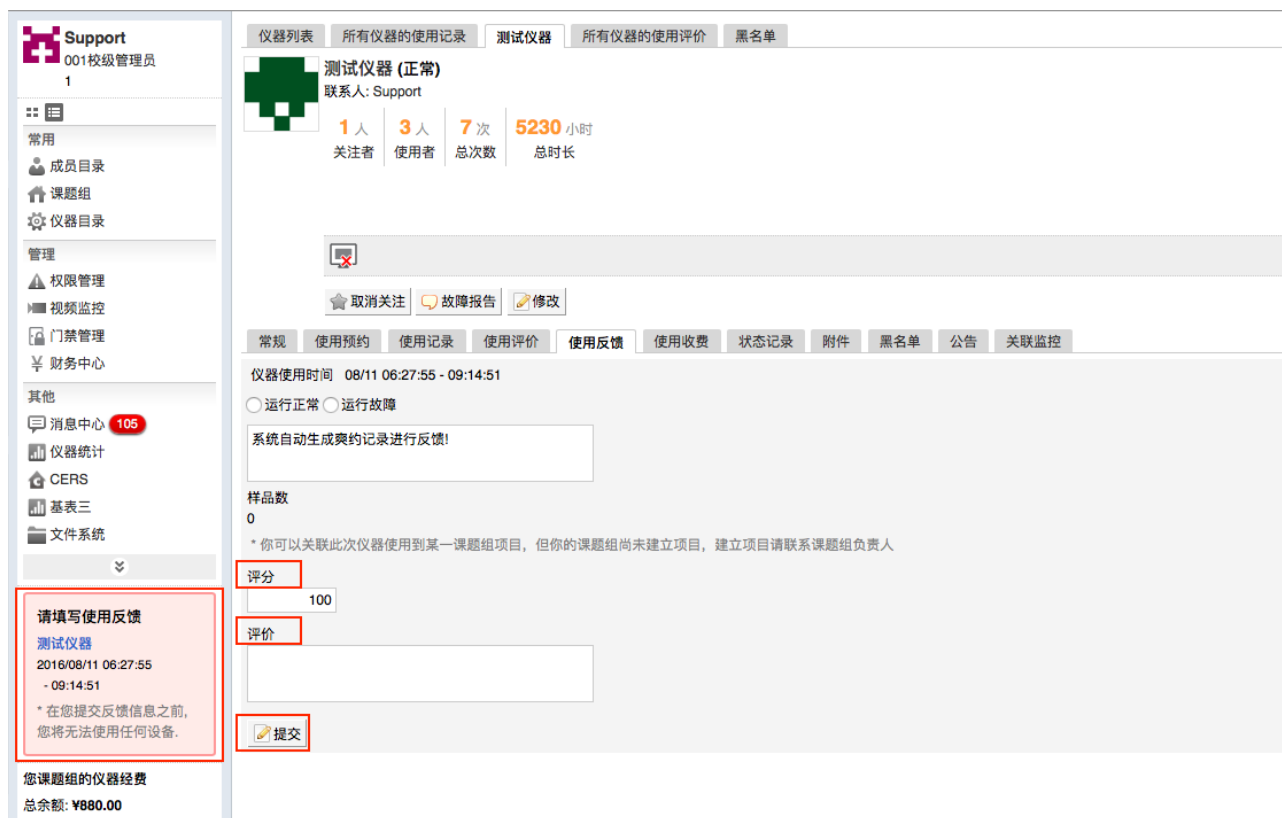 Support
001校级管理员
1
常用
成员目录
课题组
仪器目录
管理
权限管理
视频监控
门禁管理
财务中心
其他
消息中心 105
仪器统计
CERS
基表三
文件系统
请填写使用反馈
测试仪器
2016/08/11 06:27:55
- 09:14:51
* 在您提交反馈信息之前,
您将无法使用任何设备.
您课题组的仪器经费
总余额: ¥880.00
仪器列表 所有仪器的使用记录 测试仪器 所有仪器的使用评价 黑名单
测试仪器 (正常)
联系人: Support
1 人 3 人 7 次 5230 小时
关注者 使用者 总次数 总时长
取消关注 故障报告 修改
常规 使用预约 使用记录 使用评价 使用反馈 使用收费 状态记录 附件 黑名单 公告 关联监控
仪器使用时间 08/11 06:27:55 - 09:14:51
运行正常 运行故障
系统自动生成爽约记录进行反馈!
样品数
0
* 你可以关联此次仪器使用到某一课题组项目，但你的课题组尚未建立项目，建立项目请联系课题组负责人
评分
100
评价
提交